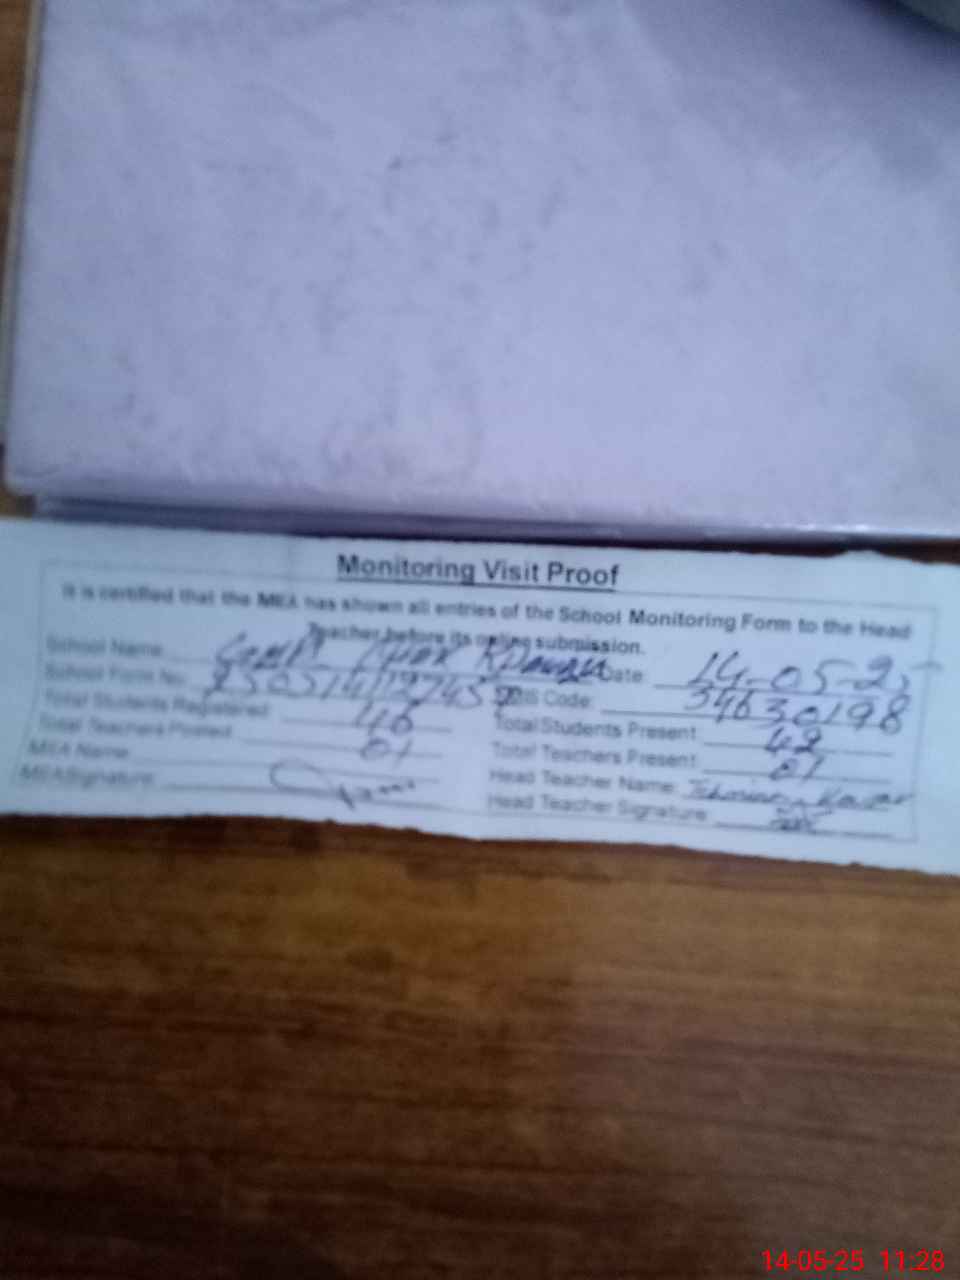 Monitoring Visit Proof
It is certified that the MEA has shown all entries of the School Monitoring Form to the Head
Teacher before its online submission.
School Name
Date: 14-05-25
School Form No.
Code: 34630198
Total Students Registered: 46
Total Students Present: 42
Total Teachers Posted: 01
Total Teachers Present: 01
MEA Name:
Head Teacher Name: Kausar
MEA Signature:
Head Teacher Signature:
14-05-25 11:28